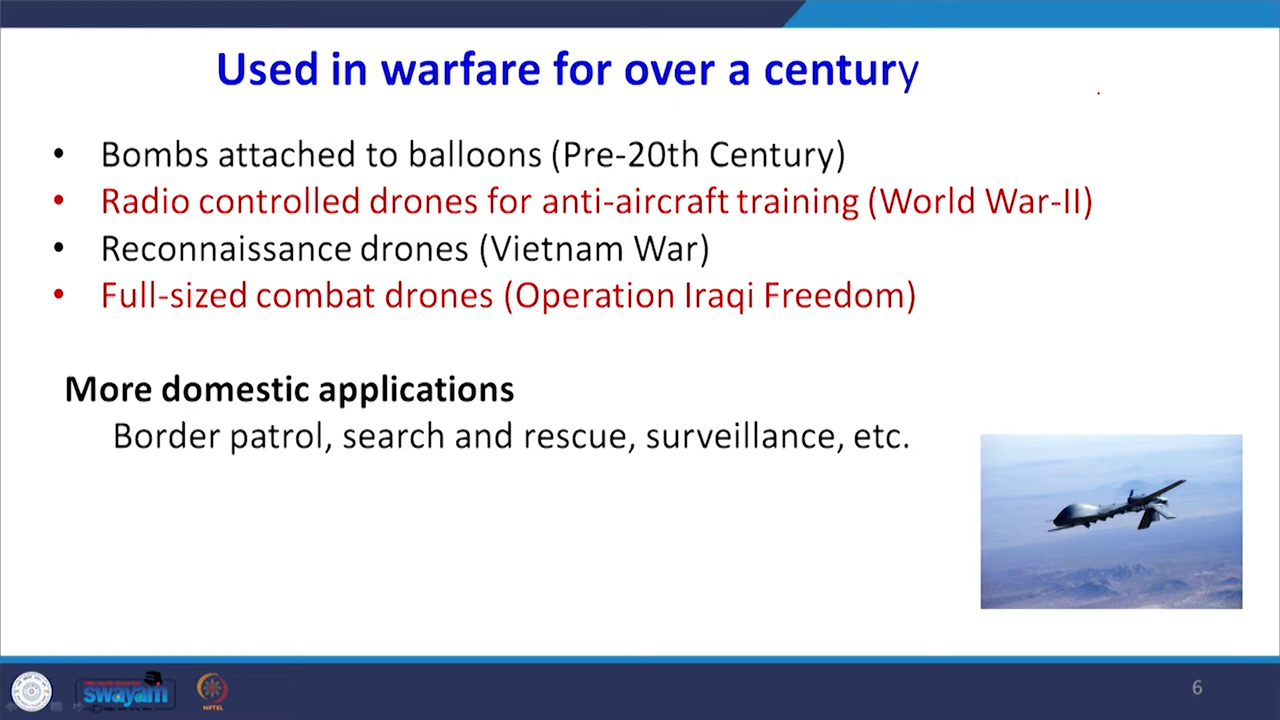 Used in warfare for over a century
• Bombs attached to balloons (Pre-20th Century)
• Radio controlled drones for anti-aircraft training (World War-II)
• Reconnaissance drones (Vietnam War)
• Full-sized combat drones (Operation Iraqi Freedom)
More domestic applications
Border patrol, search and rescue, surveillance, etc.
swayam
NPTEL
6